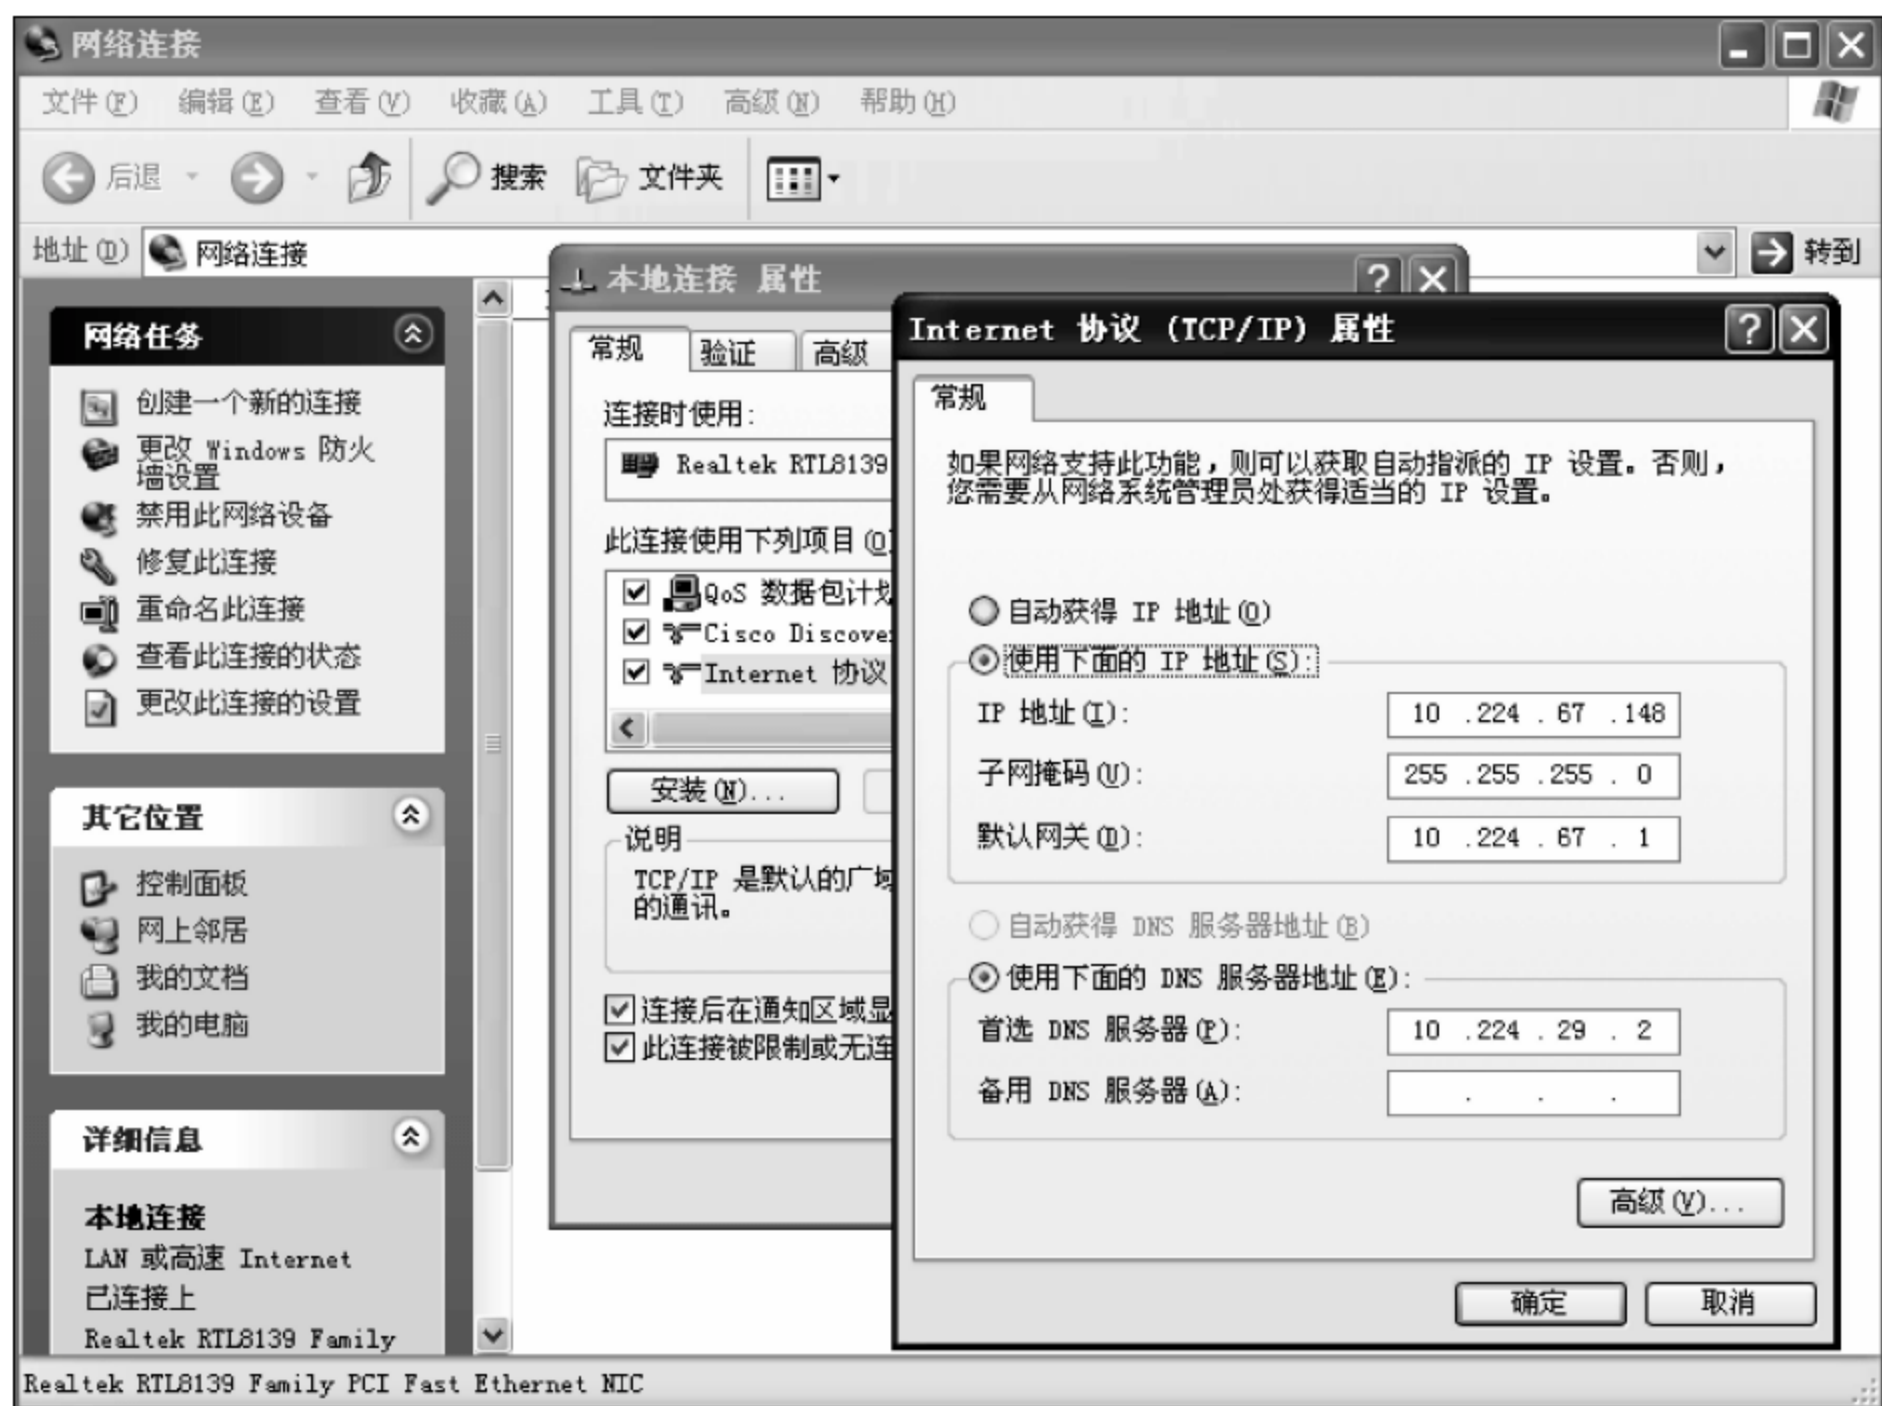 网络连接
文件(F) 编辑(E) 查看(V) 收藏(A) 工具(T) 高级(N) 帮助(H)
后退 搜索 文件夹
地址(D) 网络连接 转到
网络任务
创建一个新的连接
更改 Windows 防火
墙设置
禁用此网络设备
修复此连接
重命名此连接
查看此连接的状态
更改此连接的设置
其它位置
控制面板
网上邻居
我的文档
我的电脑
详细信息
本地连接
LAN 或高速 Internet
已连接上
Realtek RTL8139 Family
本地连接 属性
常规 验证 高级
连接时使用:
Realtek RTL8139
此连接使用下列项目(O
QoS 数据包计划
Cisco Discove
Internet 协议
安装(N)...
说明
TCP/IP 是默认的广域
的通讯。
连接后在通知区域显
此连接被限制或无连
Internet 协议 (TCP/IP) 属性
常规
如果网络支持此功能，则可以获取自动指派的 IP 设置。否则，
您需要从网络系统管理员处获得适当的 IP 设置。
自动获得 IP 地址(O)
使用下面的 IP 地址(S):
IP 地址(I): 10 .224 . 67 .148
子网掩码(U): 255 .255 .255 . 0
默认网关(D): 10 .224 . 67 . 1
自动获得 DNS 服务器地址(B)
使用下面的 DNS 服务器地址(E):
首选 DNS 服务器(P): 10 .224 . 29 . 2
备用 DNS 服务器(A): . . .
高级(V)...
确定 取消
Realtek RTL8139 Family PCI Fast Ethernet NIC